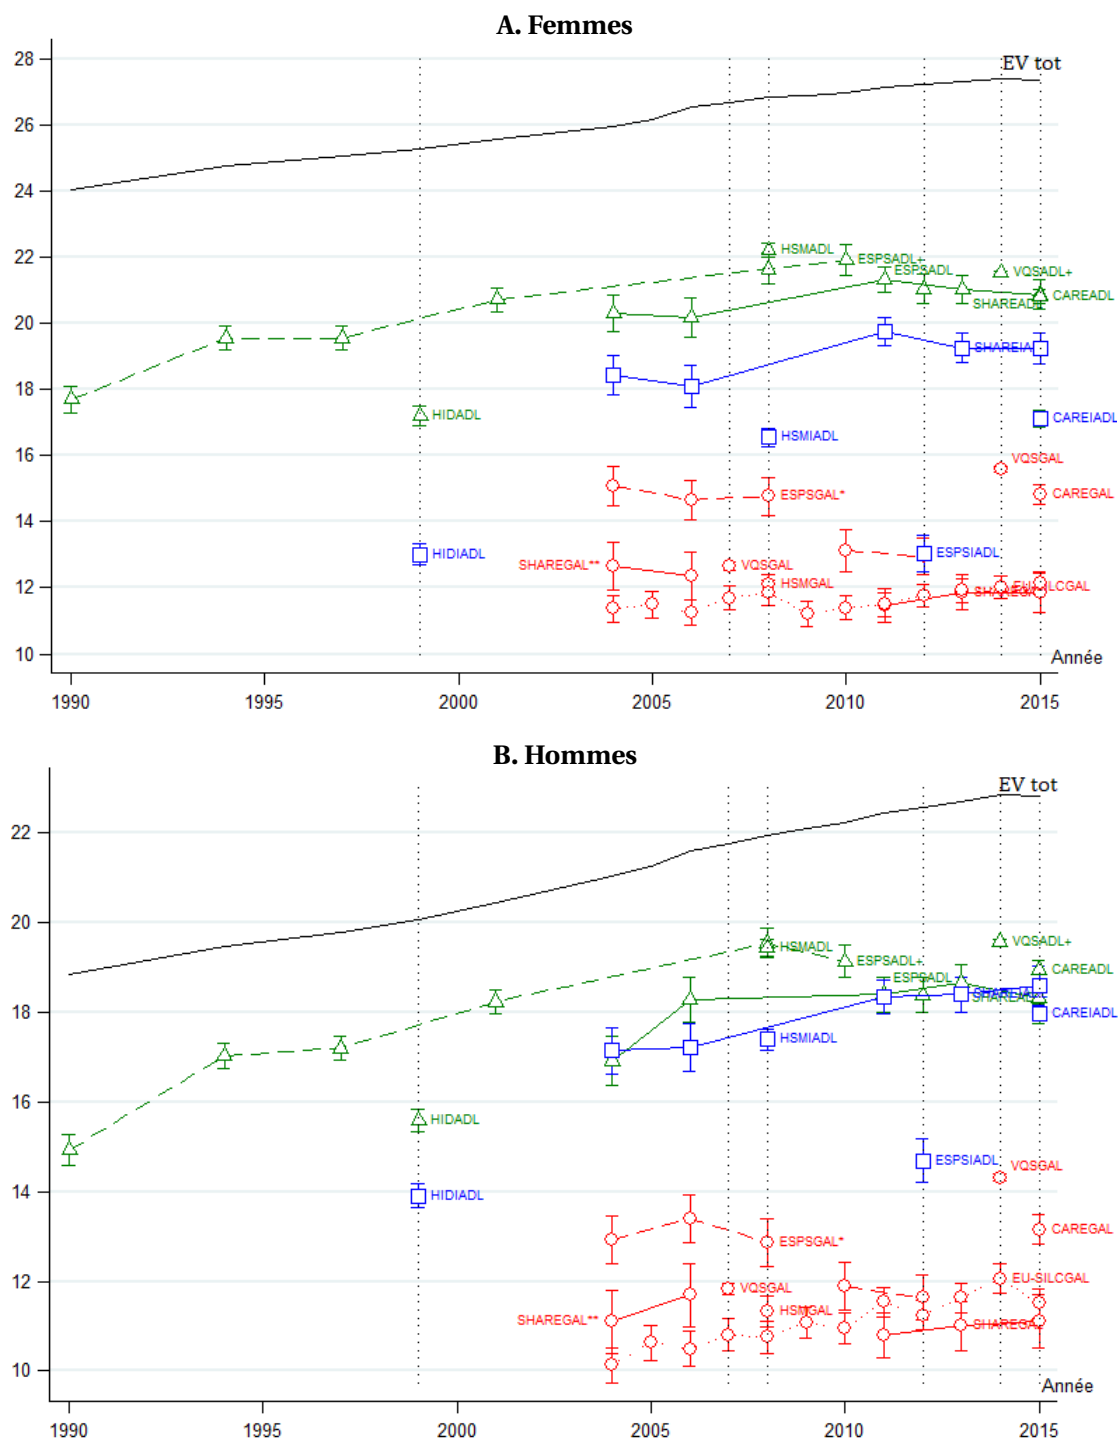 A. Femmes
28
EV tot
26
24
22
HSMADL
ESPSADL+
ESPSADL
VQSADL+
CAREADL
20
SHAREIA
18
HIDADL
CAREIADL
HSMIADL
16
VQSGAL
ESPSGAL*
CAREGAL
14
HIDIADL
ESPSIADL
SHAREGAL**
VQSGAL
12
HSMGAL
EU-SILCGAL
10
Année
1990
1995
2000
2005
2010
2015
B. Hommes
EV tot
22
20
HSMADL
VQSADL+
ESPSADL+
CAREADL
ESPSADL
18
CAREIADL
HSMIADL
16
HIDADL
ESPSIADL
VQSGAL
14
HIDIADL
CAREGAL
ESPSGAL*
12
EU-SILCGAL
VQSGAL
SHAREGAL**
HSMGAL
SHAREGAL
10
Année
1990
1995
2000
2005
2010
2015